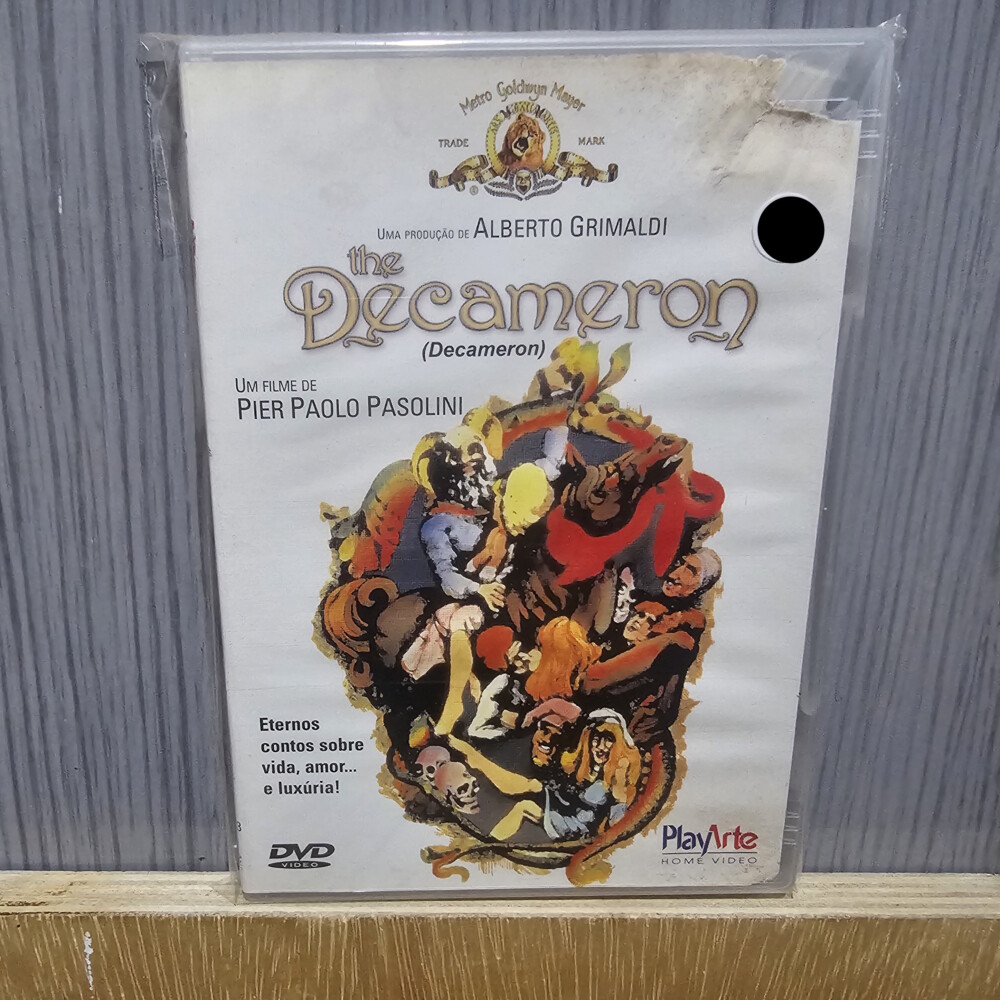 Metro Goldwyn Mayer
TRADE MARK
UMA PRODUÇÃO DE ALBERTO GRIMALDI
the
Decameron
(Decameron)
UM FILME DE
PIER PAOLO PASOLINI
Eternos
contos sobre
vida, amor...
e luxúria!
DVD
VIDEO
PlayArte
HOME VIDEO